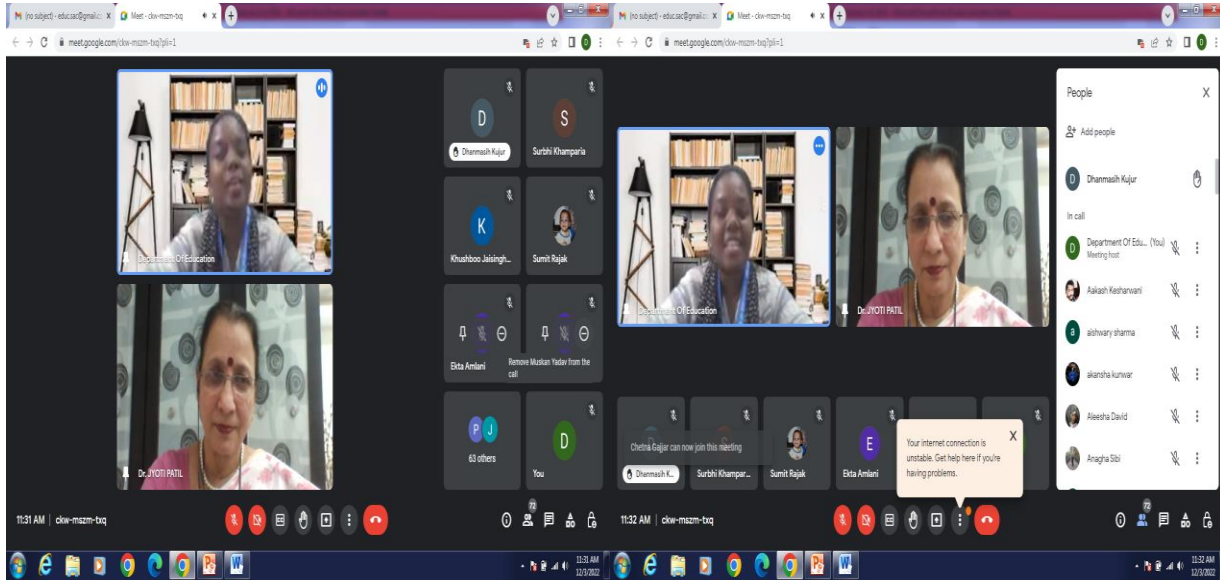 (no subject) - educ.sac@gmail.c
Meet - ckw-mszm-txq
meet.google.com/ckw-mszm-txq?pli=1
Department Of Education
Dr. JYOTI PATIL
D
Dhanmasih Kujur
S
Surbhi Khamparia
K
Khushboo Jaisingh...
Sumit Rajak
Ekta Amlani
Remove Muskan Yadav from the
call
P J
63 others
D
You
11:31 AM | ckw-mszm-txq
72
11:31 AM
12/3/2022
(no subject) - educ.sac@gmail.c
Meet - ckw-mszm-txq
meet.google.com/ckw-mszm-txq?pli=1
Department Of Education
Dr. JYOTI PATIL
People
Add people
D
Dhanmasih Kujur
In call
D
Department Of Edu... (You)
Meeting host
Aakash Kesharwani
a
aishwary sharma
akansha kunwar
Aleesha David
Anagha Sibi
Chetna Gajjar can now join this meeting
Dhanmasih K...
Surbhi Khampar...
Sumit Rajak
E
Ekta Amlani
Your internet connection is
unstable. Get help here if you're
having problems.
11:32 AM | ckw-mszm-txq
72
11:32 AM
12/3/2022